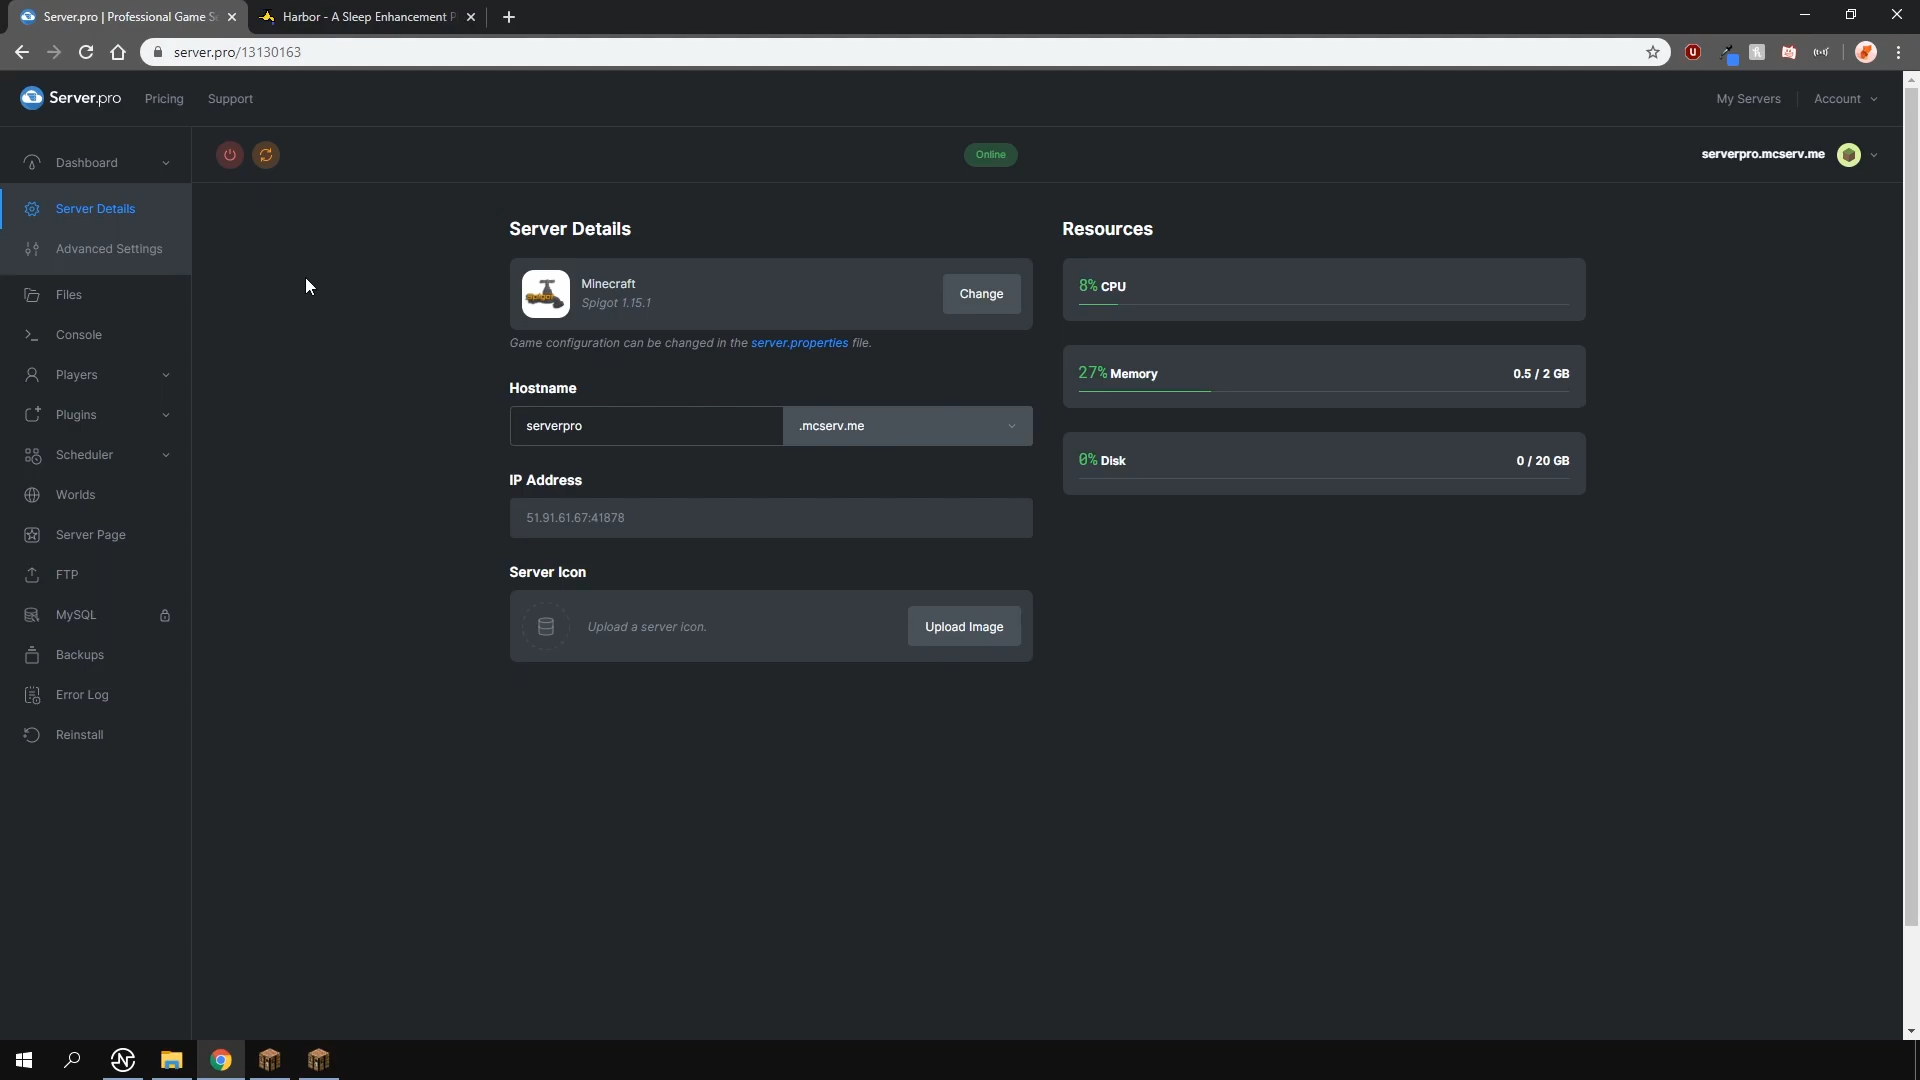 Server.pro | Professional Game S
Harbor - A Sleep Enhancement P
server.pro/13130163
Server.pro
Pricing
Support
My Servers
Account
Dashboard
Online
serverpro.mcserv.me
Server Details
Advanced Settings
Files
Console
Players
Plugins
Scheduler
Worlds
Server Page
FTP
MySQL
Backups
Error Log
Reinstall
Server Details
Spigot
Minecraft
Spigot 1.15.1
Change
Game configuration can be changed in the server.properties file.
Hostname
serverpro
.mcserv.me
IP Address
51.91.61.67:41878
Server Icon
Upload a server icon.
Upload Image
Resources
8% CPU
27% Memory
0.5 / 2 GB
0% Disk
0 / 20 GB